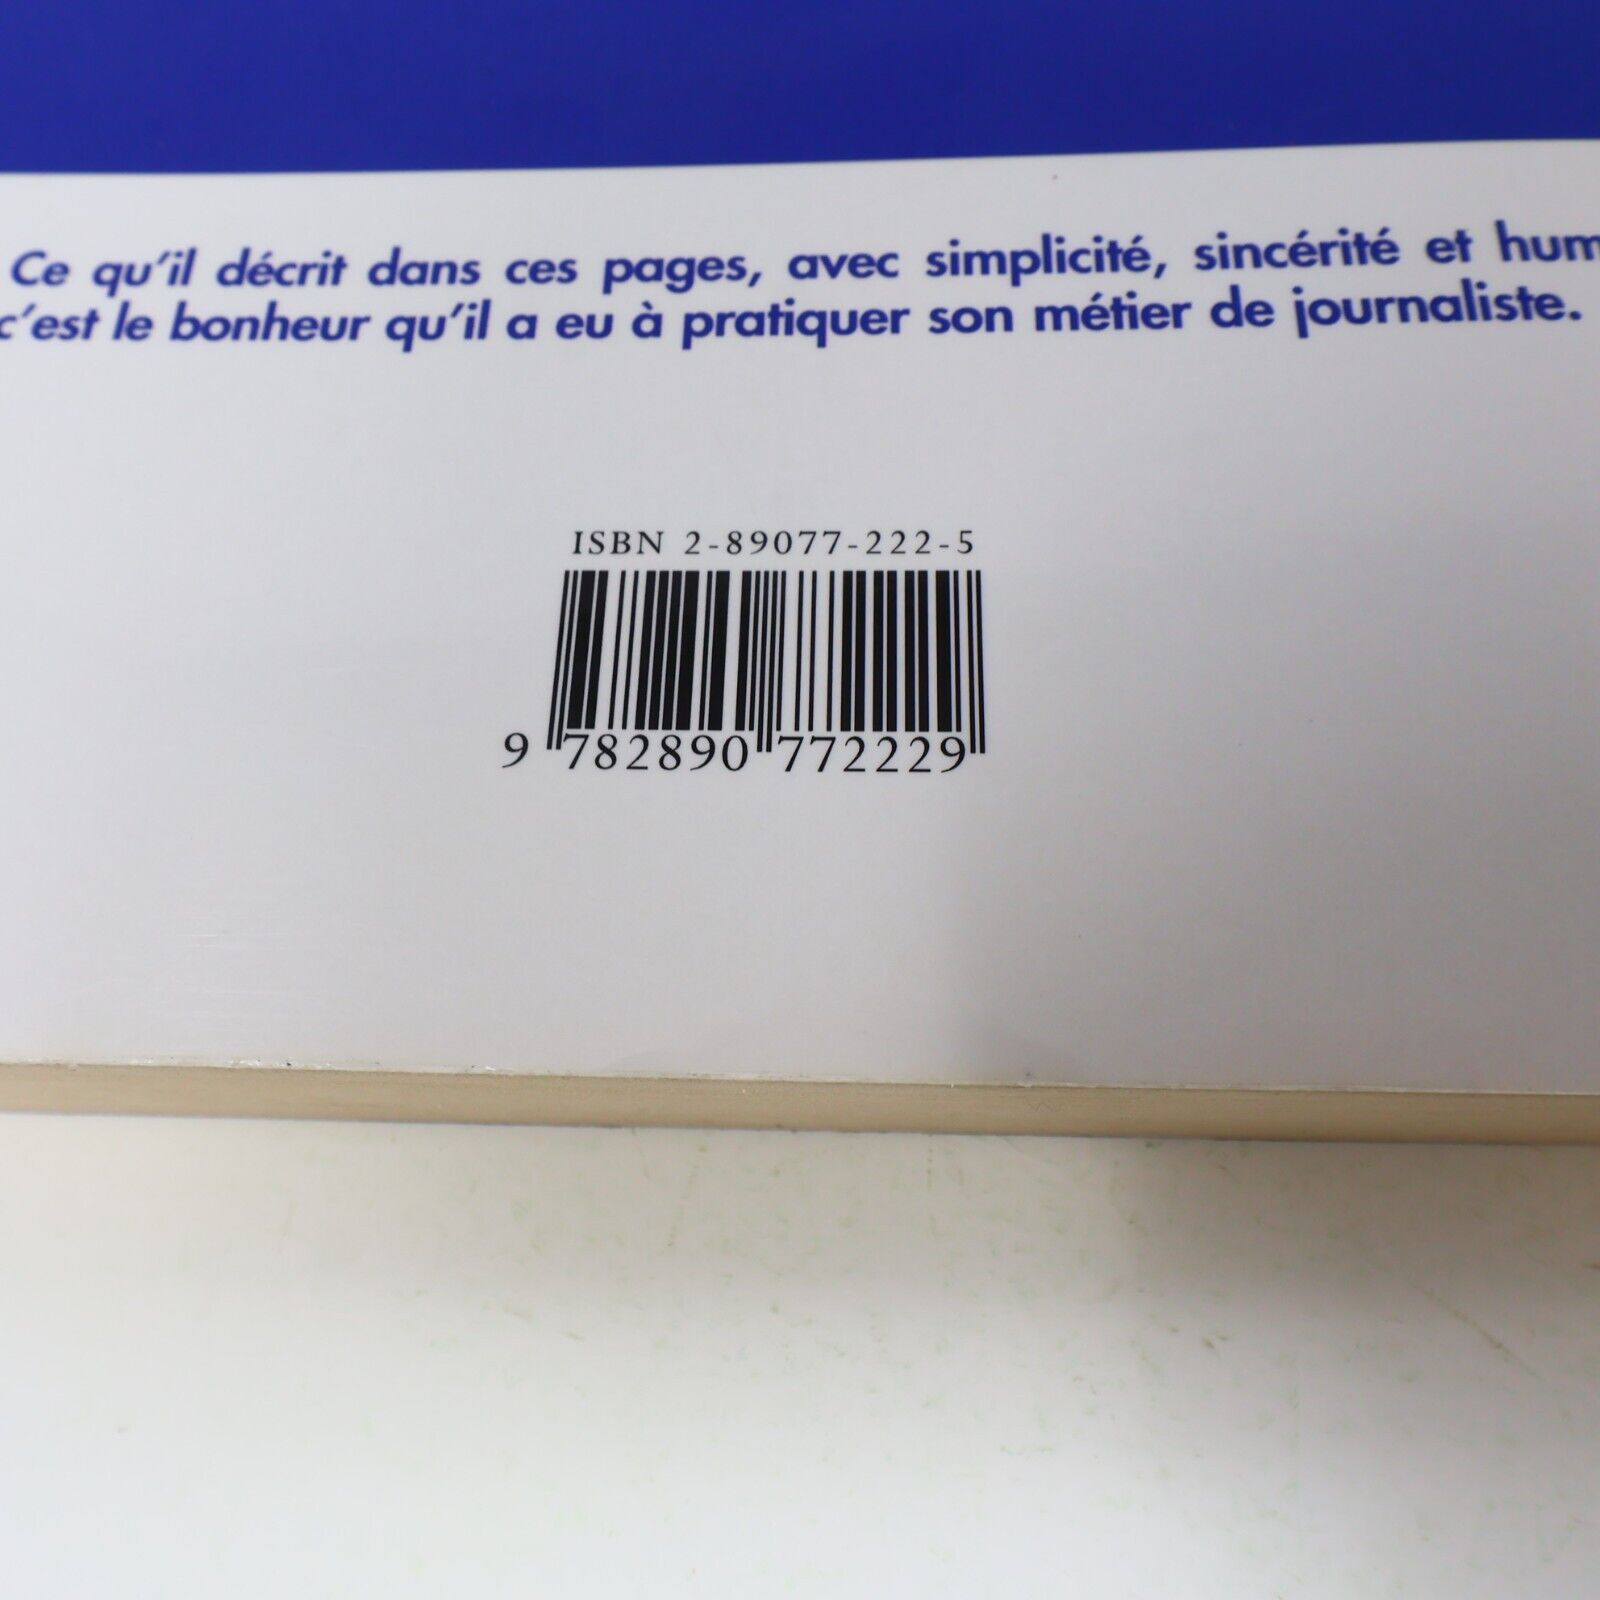 Ce qu'il décrit dans ces pages, avec simplicité, sincérité et hum
c'est le bonheur qu'il a eu à pratiquer son métier de journaliste.
ISBN 2-89077-222-5
9 782890 772229